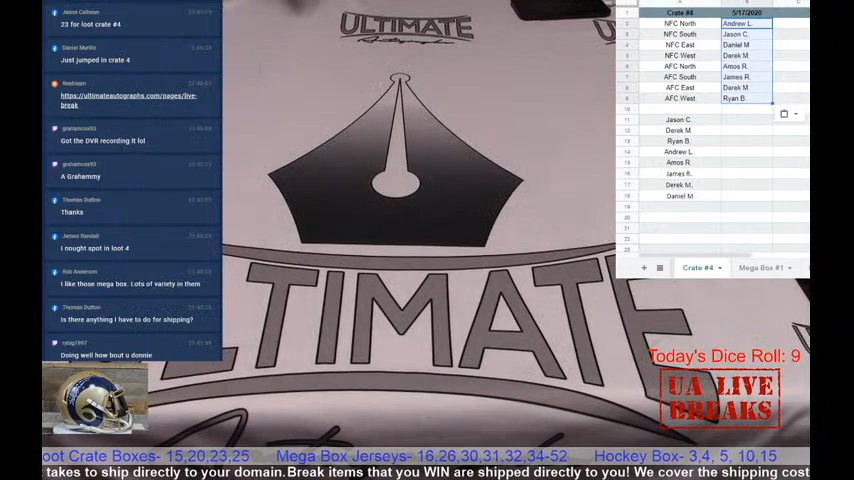 Jason Calhoun
23 for loot crate #4
Daniel Murillo
Just jumped in crate 4
Restream
https://ultimateautographs.com/pages/live-
break
grahamcox93
Got the DVR recording it lol
grahamcox93
A Grahammy
Thomas Dutton
Thanks
James Randall
I nought spot in loot 4
Rob Anderson
I like those mega box. Lots of variety in them
Thomas Dutton
Is there anything I have to do for shipping?
rybig1997
Doing well how bout u donnie
ULTIMATE
ULTIMATE
Crate #4 5/17/2020
NFC North Andrew L.
NFC South Jason C.
NFC East Daniel M
NFC West Derek M.
AFC North Amos R.
AFC South James R.
AFC East Derek M.
AFC West Ryan B.
Jason C.
Derek M.
Ryan B.
Andrew L.
Amos R.
James R.
Derek M.
Daniel M
Crate #4 Mega Box #1
Today's Dice Roll: 9
UA LIVE
BREAKS
oot Crate Boxes- 15,20,23,25 Mega Box Jerseys- 16,26,30,31,32,34-52 Hockey Box- 3,4, 5, 10,15
takes to ship directly to your domain.Break items that you WIN are shipped directly to you! We cover the shipping cost